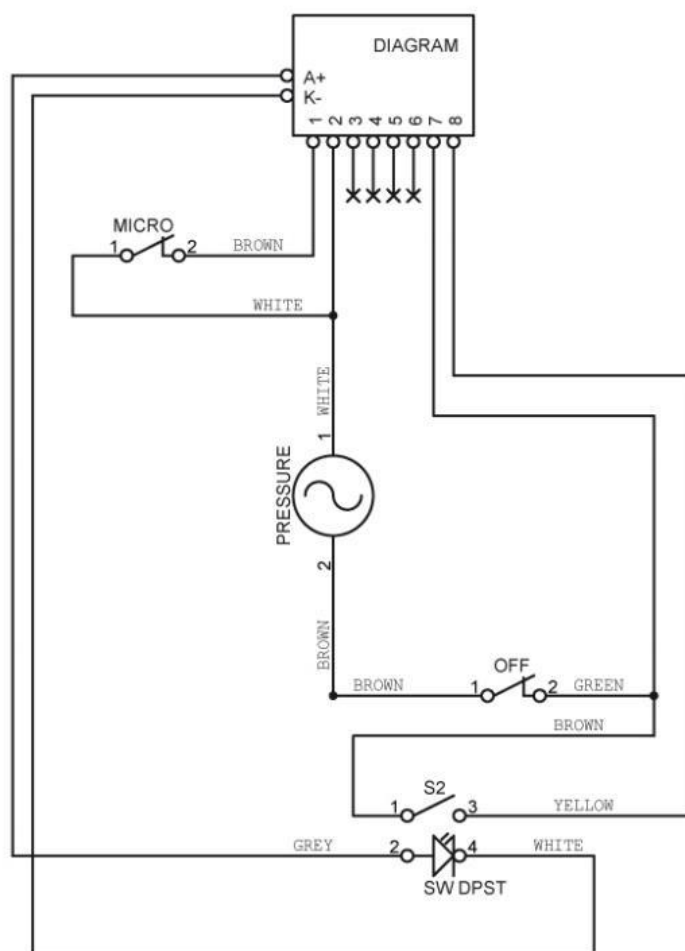 DIAGRAM
A+
K-
1 2 3 4 5 6 7 8
MICRO
1 2 BROWN
WHITE
WHITE
1
PRESSURE
2
BROWN
OFF
BROWN 1 2 GREEN
BROWN
S2
1 3 YELLOW
GREY 2 4 WHITE
SW DPST